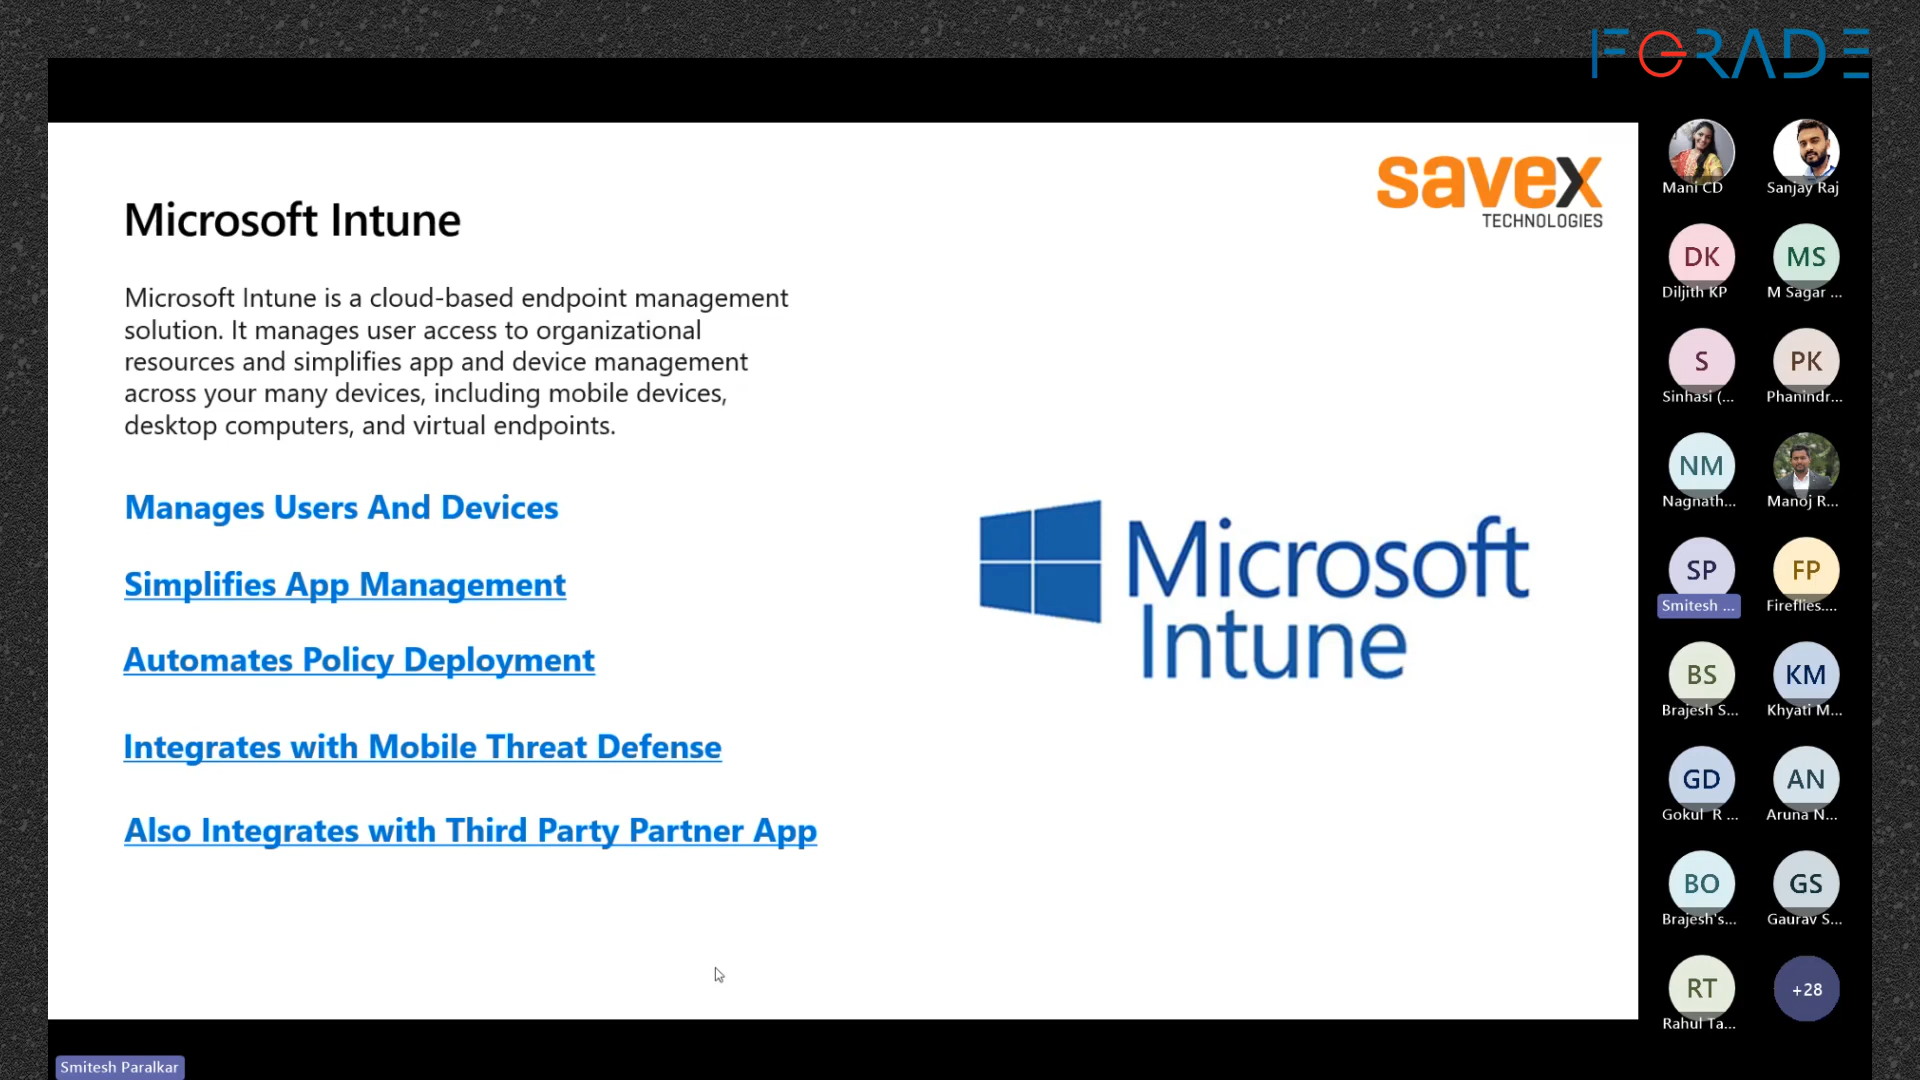 FGRADE
savex
TECHNOLOGIES
Microsoft Intune
Microsoft Intune is a cloud-based endpoint management
solution. It manages user access to organizational
resources and simplifies app and device management
across your many devices, including mobile devices,
desktop computers, and virtual endpoints.
Manages Users And Devices
Simplifies App Management
Automates Policy Deployment
Integrates with Mobile Threat Defense
Also Integrates with Third Party Partner App
Microsoft
Intune
Mani CD
Sanjay Raj
DK
Diljith KP
MS
M Sagar ...
S
Sinhasi (...
PK
Phanindr...
NM
Nagnath...
Manoj R...
SP
Smitesh ...
FP
Fireflies....
BS
Brajesh S...
KM
Khyati M...
GD
Gokul R ...
AN
Aruna N...
BO
Brajesh's...
GS
Gaurav S...
RT
Rahul Ta...
+28
Smitesh Paralkar